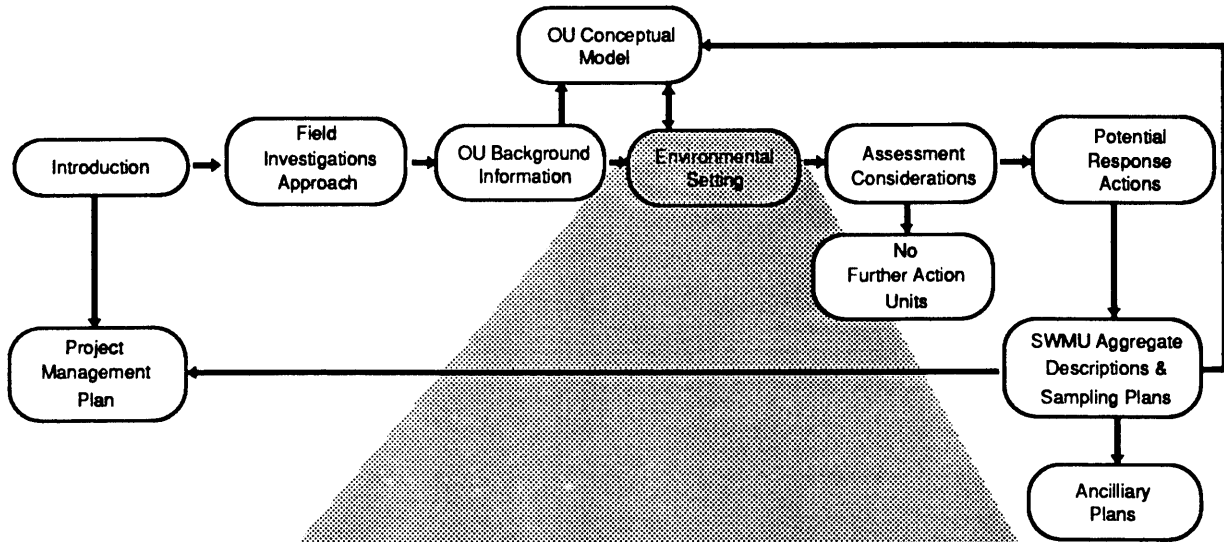 OU Conceptual
Model
Introduction
Field
Investigations
Approach
OU Background
Information
Environmental
Setting
Assessment
Considerations
Potential
Response
Actions
No
Further Action
Units
Project
Management
Plan
SWMU Aggregate
Descriptions &
Sampling Plans
Ancilliary
Plans